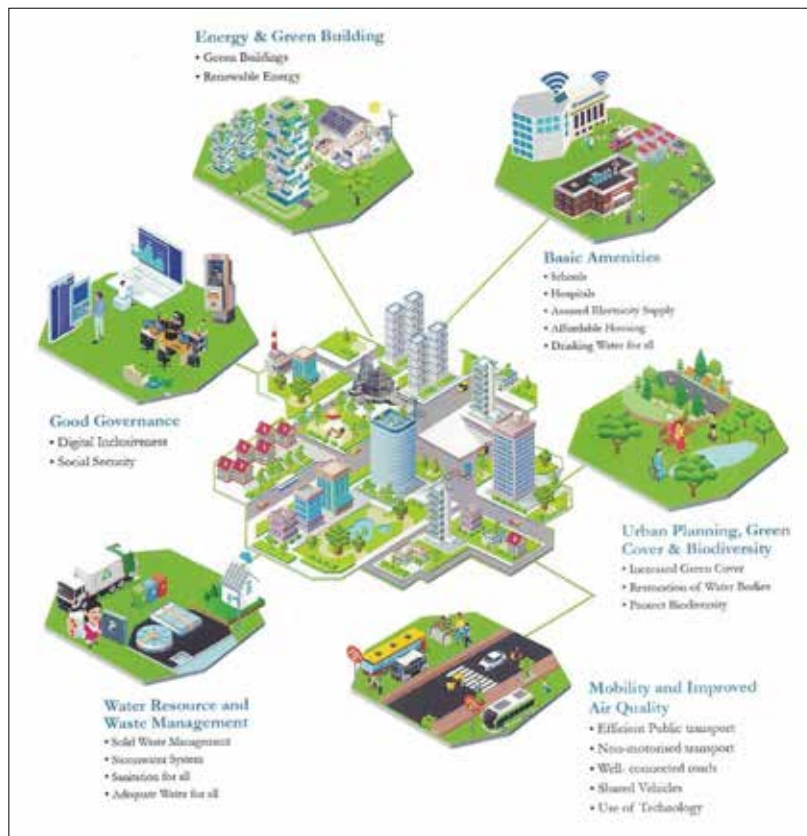 Energy & Green Building
• Green Buildings
• Renewable Energy
Basic Amenities
• Schools
• Hospitals
• Assured Electricity Supply
• Affordable Housing
• Drinking Water for all
Good Governance
• Digital Inclusiveness
• Social Security
Urban Planning, Green
Cover & Biodiversity
• Increased Green Cover
• Restoration of Water Bodies
• Protect Biodiversity
Water Resource and
Waste Management
• Solid Waste Management
• Stormwater System
• Sanitation for all
• Adequate Water for all
Mobility and Improved
Air Quality
• Efficient Public transport
• Non-motorised transport
• Well- connected roads
• Shared Vehicles
• Use of Technology